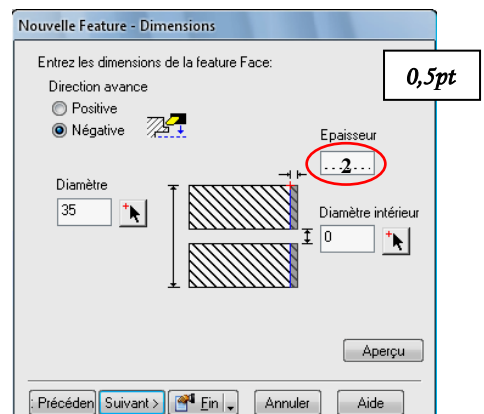 Nouvelle Feature - Dimensions
Entrez les dimensions de la feature Face:
0,5pt
Direction avance
Positive
Négative
Epaisseur
...2...
Diamètre
35
Diamètre intérieur
0
Aperçu
: Précéden Suivant > Fin Annuler Aide